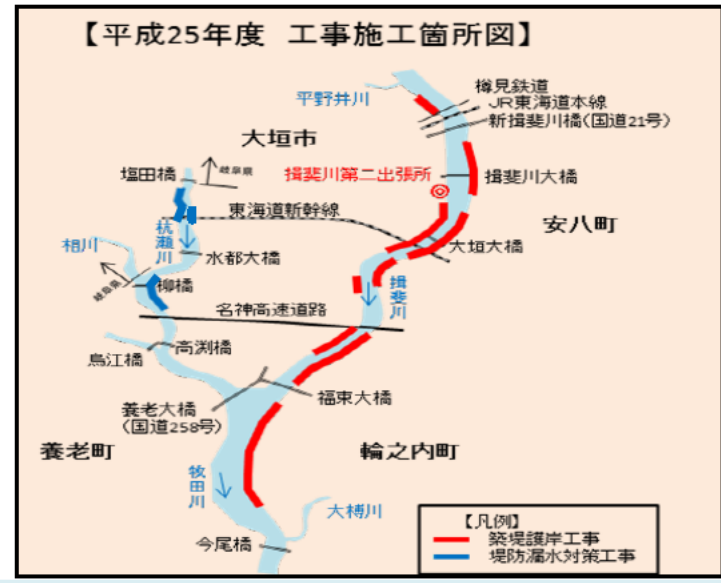 【平成25年度 工事施工箇所図】
樽見鉄道
JR東海道本線
新揖斐川橋(国道21号)
平野井川
大垣市
塩田橋
岐阜県
揖斐川第二出張所
揖斐川大橋
東海道新幹線
安八町
相川
杭瀬川
水都大橋
大垣大橋
岐阜県
柳橋
揖斐川
名神高速道路
高渕橋
烏江橋
福東大橋
養老大橋
(国道258号)
養老町
輪之内町
牧田川
大榑川
今尾橋
【凡例】
築堤護岸工事
堤防漏水対策工事